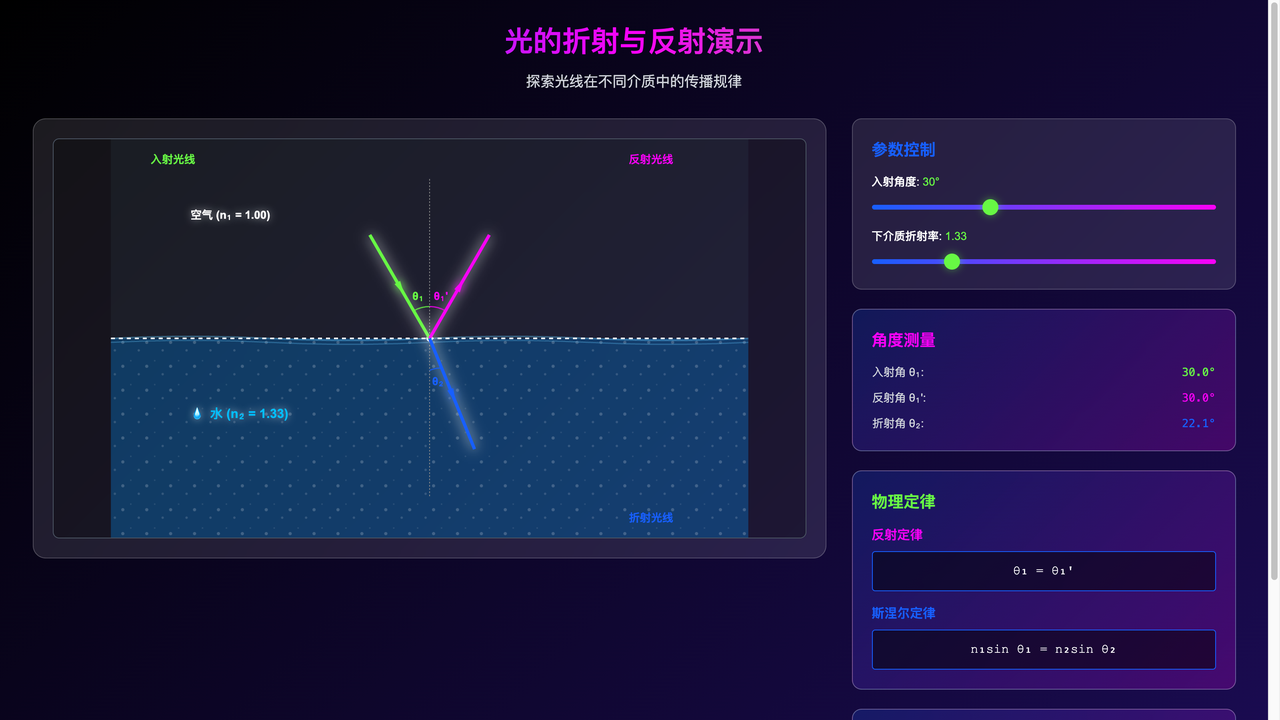 光的折射与反射演示
探索光线在不同介质中的传播规律
入射光线
反射光线
空气 (n₁ = 1.00)
θ₁
θ₁'
θ₂
水 (n₂ = 1.33)
折射光线
参数控制
入射角度: 30°
下介质折射率: 1.33
角度测量
入射角 θ₁: 30.0°
反射角 θ₁': 30.0°
折射角 θ₂: 22.1°
物理定律
反射定律
θ₁ = θ₁'
斯涅尔定律
n₁sin θ₁ = n₂sin θ₂